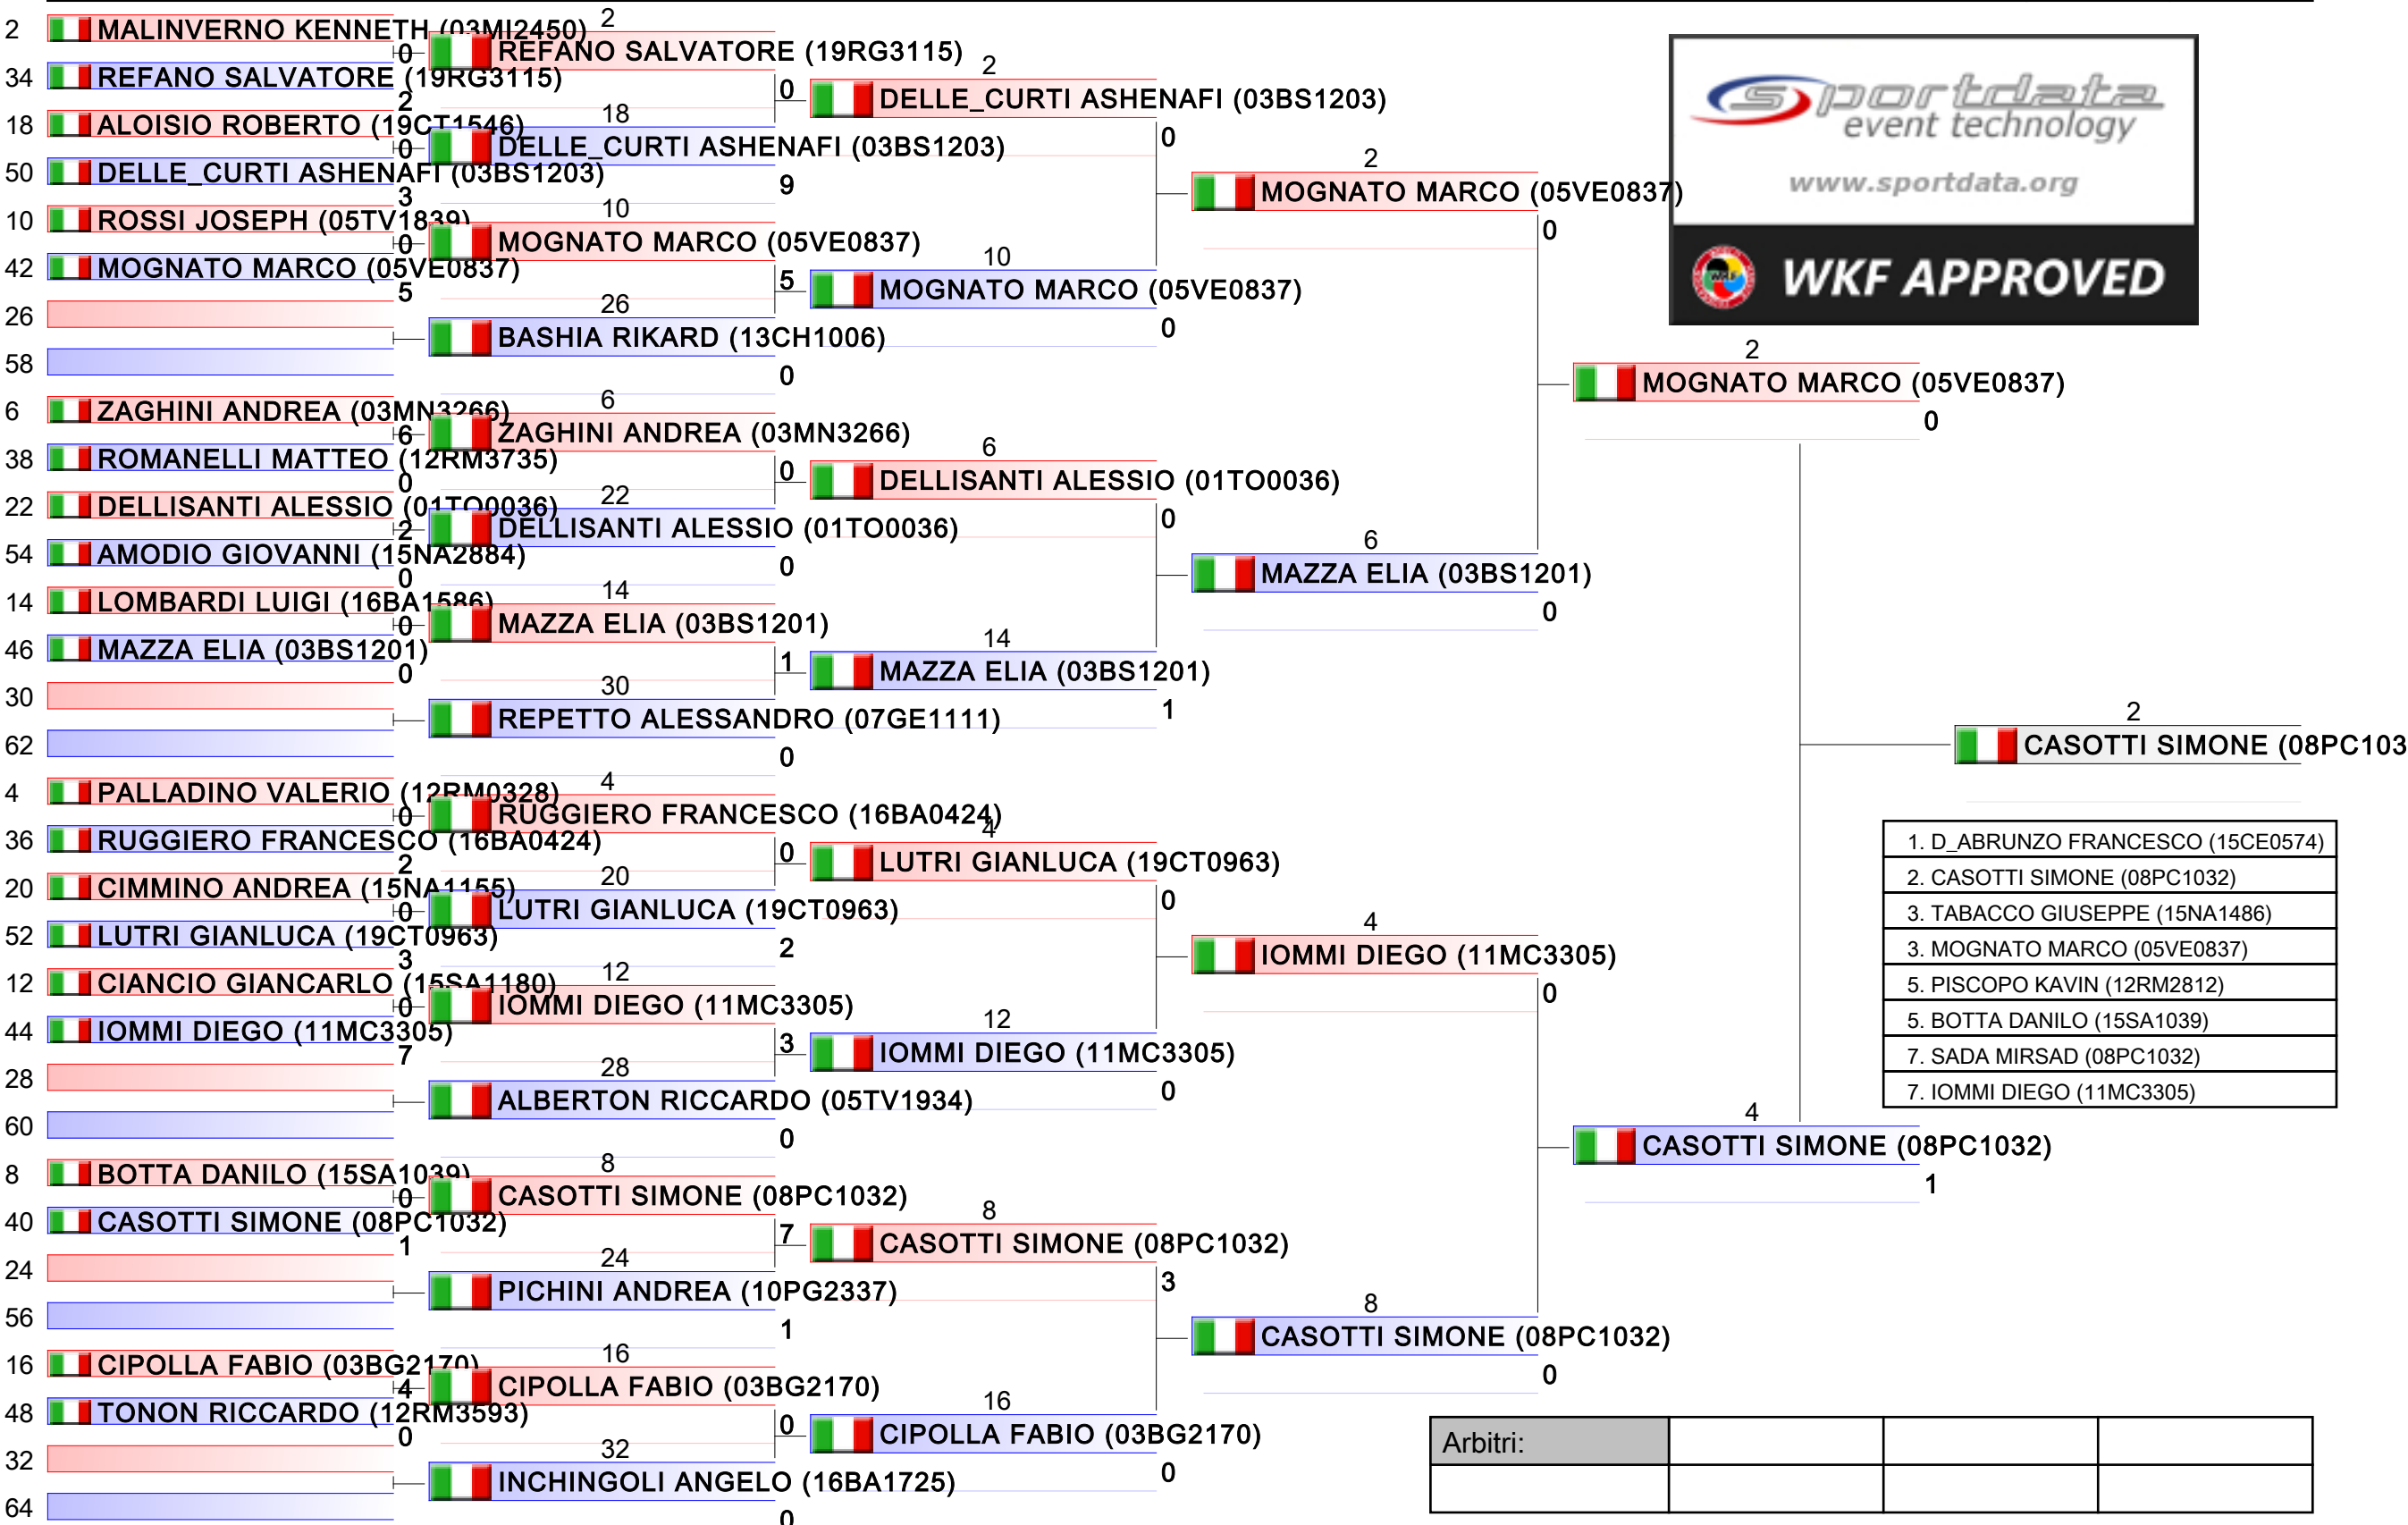 2 MALINVERNO KENNETH (03MI2450)
0
34 REFANO SALVATORE (19RG3115)
2
18 ALOISIO ROBERTO (19CT1546)
0
50 DELLE_CURTI ASHENAFI (03BS1203)
3
10 ROSSI JOSEPH (05TV1839)
0
42 MOGNATO MARCO (05VE0837)
5
26
58
6 ZAGHINI ANDREA (03MN3266)
6
38 ROMANELLI MATTEO (12RM3735)
0
22 DELLISANTI ALESSIO (01TO0036)
2
54 AMODIO GIOVANNI (15NA2884)
0
14 LOMBARDI LUIGI (16BA1586)
0
46 MAZZA ELIA (03BS1201)
0
30
62
4 PALLADINO VALERIO (12RM0328)
0
36 RUGGIERO FRANCESCO (16BA0424)
2
20 CIMMINO ANDREA (15NA1155)
0
52 LUTRI GIANLUCA (19CT0963)
3
12 CIANCIO GIANCARLO (15SA1180)
0
44 IOMMI DIEGO (11MC3305)
7
28
60
8 BOTTA DANILO (15SA1039)
0
40 CASOTTI SIMONE (08PC1032)
1
24
56
16 CIPOLLA FABIO (03BG2170)
4
48 TONON RICCARDO (12RM3593)
0
32
64
2
REFANO SALVATORE (19RG3115)
0
18
DELLE_CURTI ASHENAFI (03BS1203)
9
10
MOGNATO MARCO (05VE0837)
5
26
BASHIA RIKARD (13CH1006)
0
6
ZAGHINI ANDREA (03MN3266)
0
22
DELLISANTI ALESSIO (01TO0036)
0
14
MAZZA ELIA (03BS1201)
1
30
REPETTO ALESSANDRO (07GE1111)
0
4
RUGGIERO FRANCESCO (16BA0424)
0
20
LUTRI GIANLUCA (19CT0963)
2
12
IOMMI DIEGO (11MC3305)
3
28
ALBERTON RICCARDO (05TV1934)
0
8
CASOTTI SIMONE (08PC1032)
7
24
PICHINI ANDREA (10PG2337)
1
16
CIPOLLA FABIO (03BG2170)
0
32
INCHINGOLI ANGELO (16BA1725)
0
2
DELLE_CURTI ASHENAFI (03BS1203)
0
10
MOGNATO MARCO (05VE0837)
0
6
DELLISANTI ALESSIO (01TO0036)
0
14
MAZZA ELIA (03BS1201)
1
4
LUTRI GIANLUCA (19CT0963)
0
12
IOMMI DIEGO (11MC3305)
0
8
CASOTTI SIMONE (08PC1032)
3
16
CIPOLLA FABIO (03BG2170)
0
2
MOGNATO MARCO (05VE0837)
0
6
MAZZA ELIA (03BS1201)
0
4
IOMMI DIEGO (11MC3305)
0
8
CASOTTI SIMONE (08PC1032)
0
sportdata
event technology
www.sportdata.org
WKF APPROVED
2
MOGNATO MARCO (05VE0837)
0
4
CASOTTI SIMONE (08PC1032)
1
2
CASOTTI SIMONE (08PC103
1. D_ABRUNZO FRANCESCO (15CE0574)
2. CASOTTI SIMONE (08PC1032)
3. TABACCO GIUSEPPE (15NA1486)
3. MOGNATO MARCO (05VE0837)
5. PISCOPO KAVIN (12RM2812)
5. BOTTA DANILO (15SA1039)
7. SADA MIRSAD (08PC1032)
7. IOMMI DIEGO (11MC3305)
Arbitri: